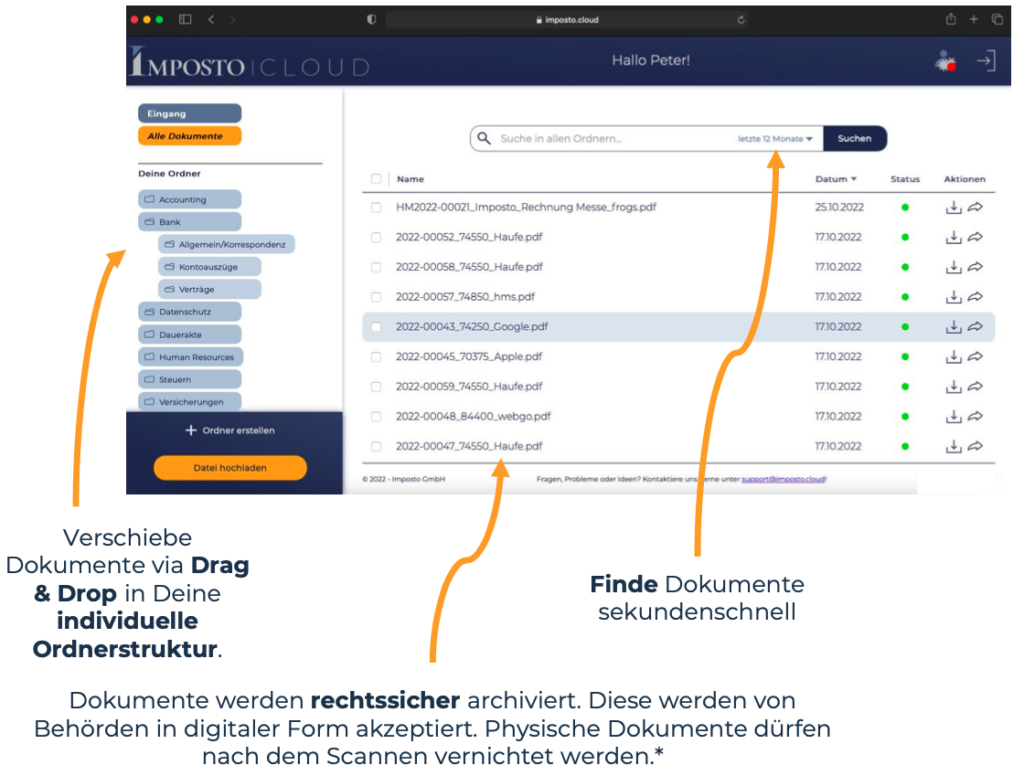 imposto.cloud
IMPOSTO|CLOUD
Hallo Peter!
Eingang
Alle Dokumente
Deine Ordner
Accounting
Bank
Allgemein/Korrespondenz
Kontoauszüge
Verträge
Datenschutz
Dauerakte
Human Resources
Steuern
Versicherungen
+ Ordner erstellen
Datei hochladen
Suche in allen Ordnern... letzte 12 Monate Suchen
Name Datum Status Aktionen
HM2022-00021_Imposto_Rechnung Messe_frogs.pdf 25.10.2022
2022-00052_74550_Haufe.pdf 17.10.2022
2022-00058_74550_Haufe.pdf 17.10.2022
2022-00057_74850_hms.pdf 17.10.2022
2022-00043_74250_Google.pdf 17.10.2022
2022-00045_70375_Apple.pdf 17.10.2022
2022-00059_74550_Haufe.pdf 17.10.2022
2022-00048_84400_webgo.pdf 17.10.2022
2022-00047_74550_Haufe.pdf 17.10.2022
© 2022 - Imposto GmbH Fragen, Probleme oder Ideen? Kontaktiere uns gerne unter support@imposto.cloud!
Verschiebe
Dokumente via Drag
& Drop in Deine
individuelle
Ordnerstruktur.
Finde Dokumente
sekundenschnell
Dokumente werden rechtssicher archiviert. Diese werden von
Behörden in digitaler Form akzeptiert. Physische Dokumente dürfen
nach dem Scannen vernichtet werden.*